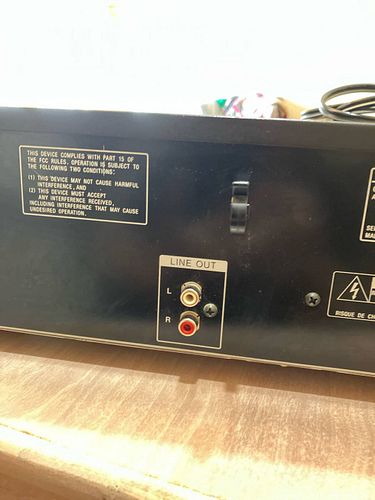 THIS DEVICE COMPLIES WITH PART 15 OF
THE FCC RULES. OPERATION IS SUBJECT TO
THE FOLLOWING TWO CONDITIONS:
(1) THIS DEVICE MAY NOT CAUSE HARMFUL
INTERFERENCE, AND
(2) THIS DEVICE MUST ACCEPT
ANY INTERFERENCE RECEIVED,
INCLUDING INTERFERENCE THAT MAY CAUSE
UNDESIRED OPERATION.
LINE OUT
L
R
SE
MA
RISQUE DE CH